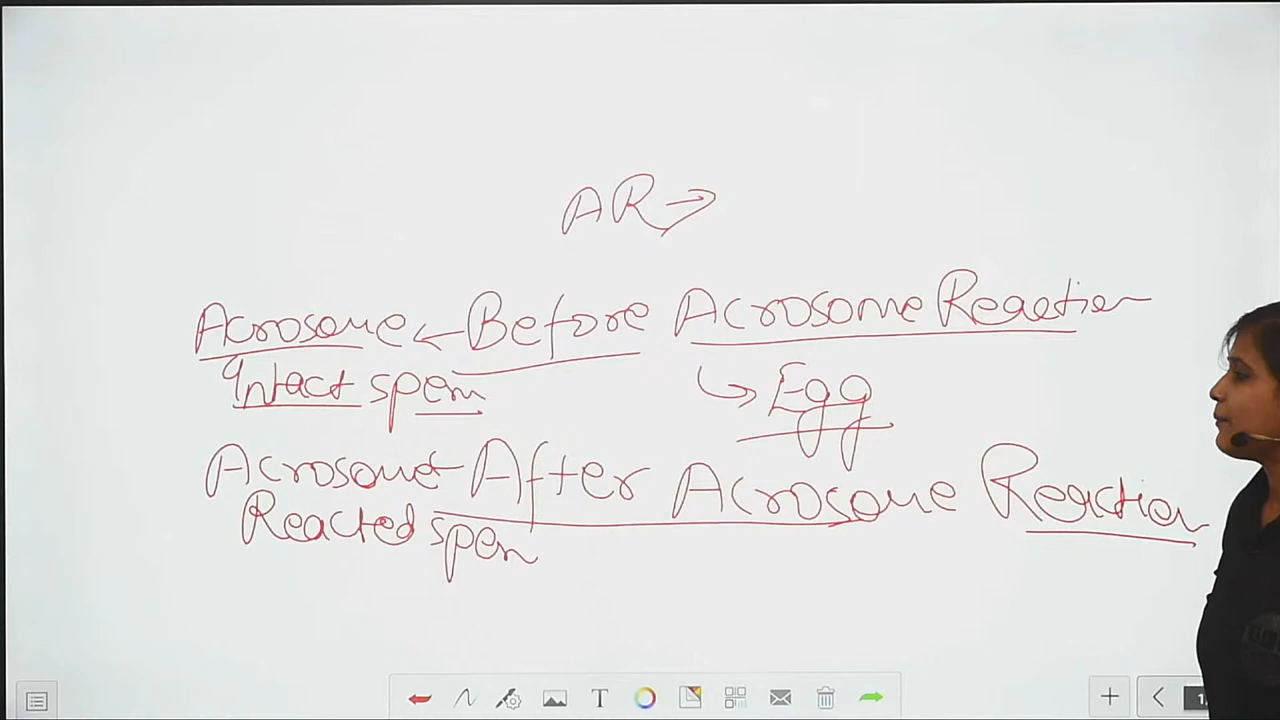 AR →
Acrosome ← Before Acrosome Reaction
Intact sperm
↳ Egg
Acrosome ← After Acrosome Reaction
Reacted sperm
T